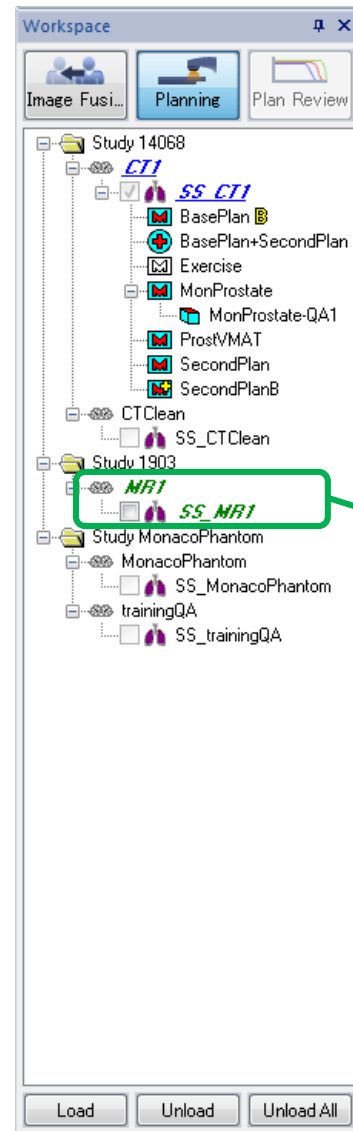 Workspace
Image Fusi... Planning Plan Review
Study 14068
CT1
SS_CT1
BasePlan B
BasePlan+SecondPlan
Exercise
MonProstate
MonProstate-QA1
ProstVMAT
SecondPlan
SecondPlanB
CTClean
SS_CTClean
Study 1903
MR1
SS_MR1
Study MonacoPhantom
MonacoPhantom
SS_MonacoPhantom
trainingQA
SS_trainingQA
Load Unload Unload All